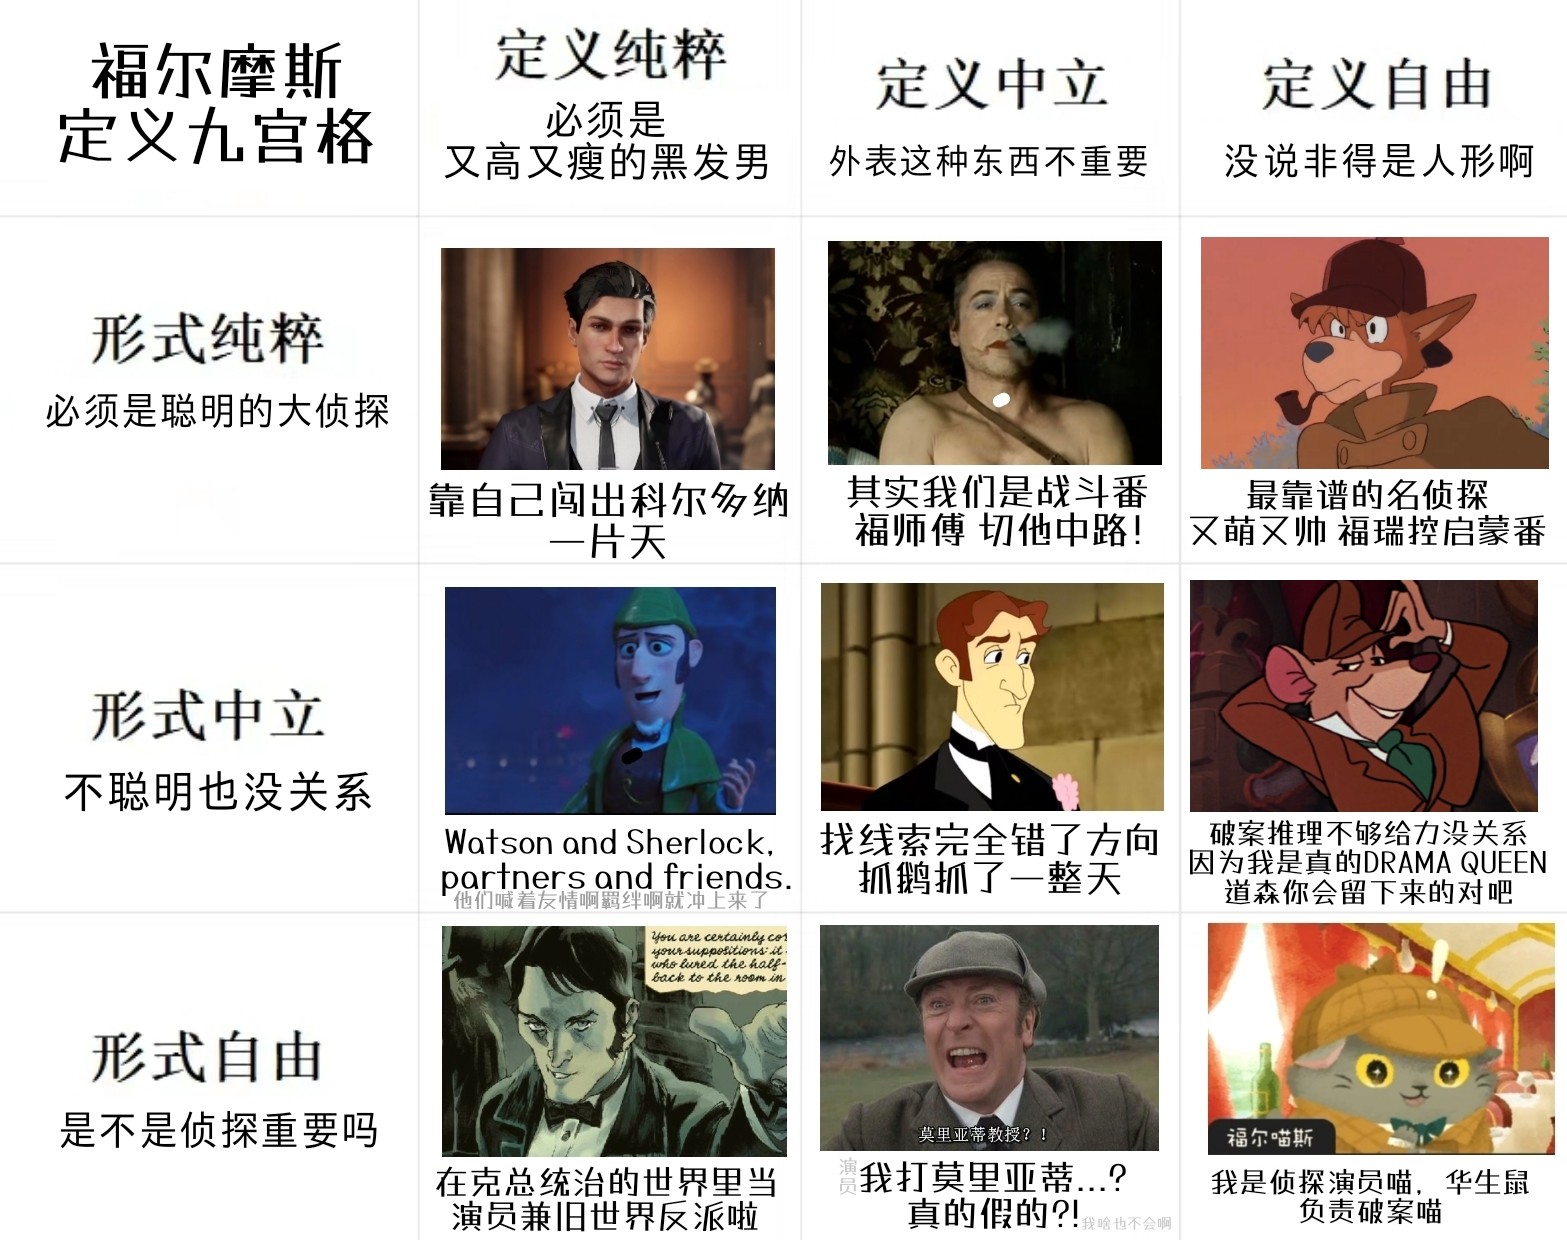 福尔摩斯
定义九宫格
定义纯粹
必须是
又高又瘦的黑发男
定义中立
外表这种东西不重要
定义自由
没说非得是人形啊
形式纯粹
必须是聪明的大侦探
靠自己闯出科尔多纳
一片天
其实我们是战斗番
福师傅 切他中路!
最靠谱的名侦探
又萌又帅 福瑞控启蒙番
形式中立
不聪明也没关系
Watson and Sherlock,
partners and friends.
他们喊着友情啊羁绊啊就冲上来了
找线索完全错了方向
抓鹅抓了一整天
破案推理不够给力没关系
因为我是真的DRAMA QUEEN
道森你会留下来的对吧
形式自由
是不是侦探重要吗
You are certainly co
your suppositions: it
who lured the half-
back to the room in
在克总统治的世界里当
演员兼旧世界反派啦
莫里亚蒂教授？！
演员
我打莫里亚蒂...?
真的假的?!
我啥也不会啊
福尔喵斯
我是侦探演员喵，华生鼠
负责破案喵